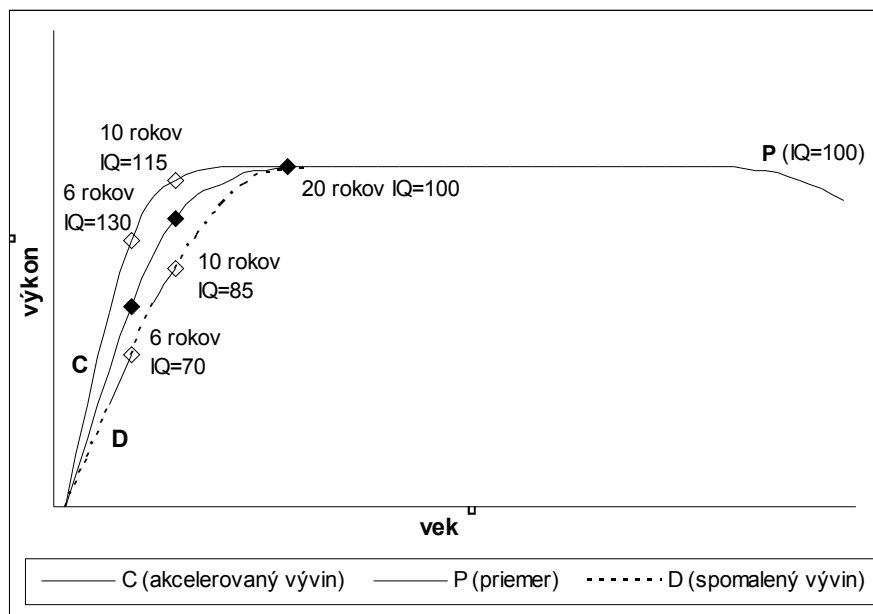 10 rokov
IQ=115
6 rokov
IQ=130
P (IQ=100)
20 rokov IQ=100
10 rokov
IQ=85
6 rokov
IQ=70
C
D
výkon
vek
C (akcelerovaný vývin) P (priemer) D (spomalený vývin)